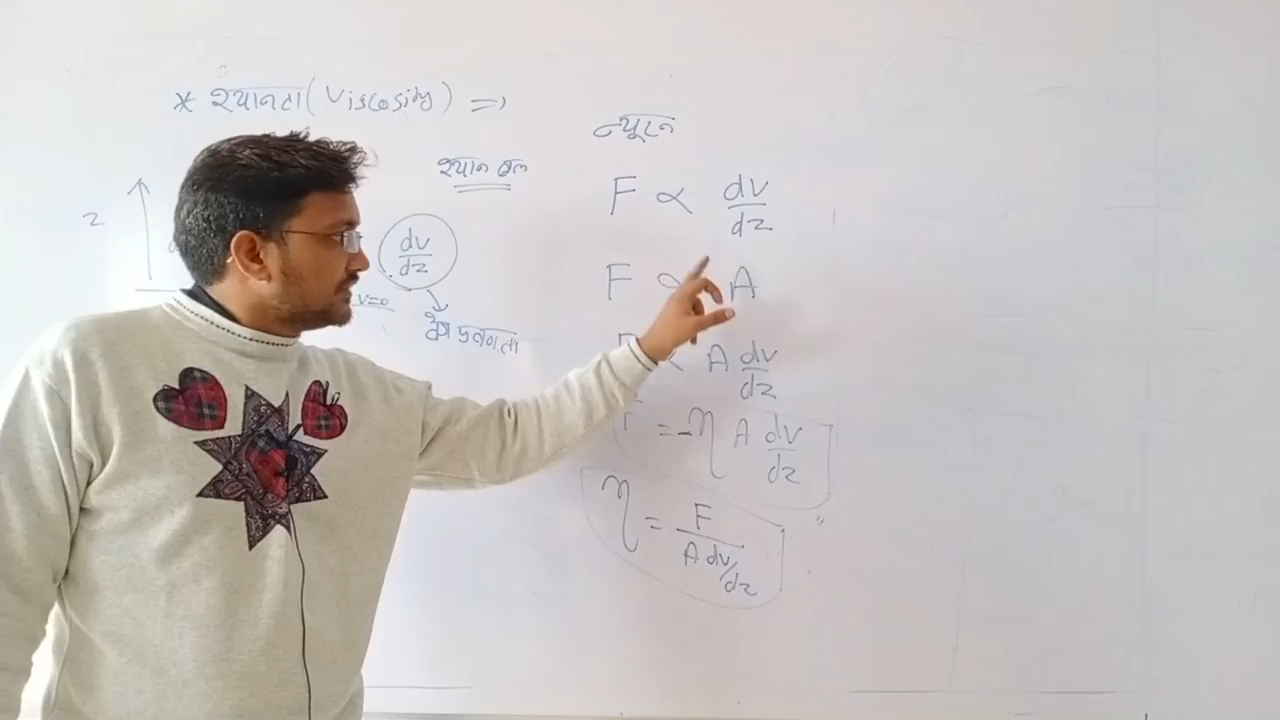 * श्यानता (Viscosity) =>
न्यूटन
श्यान बल
F ∝ dv/dz
z
dv/dz
F ∝ A
v=0
वेग प्रवणता
∝ A dv/dz
F = -η A dv/dz
η = F / A dv/dz